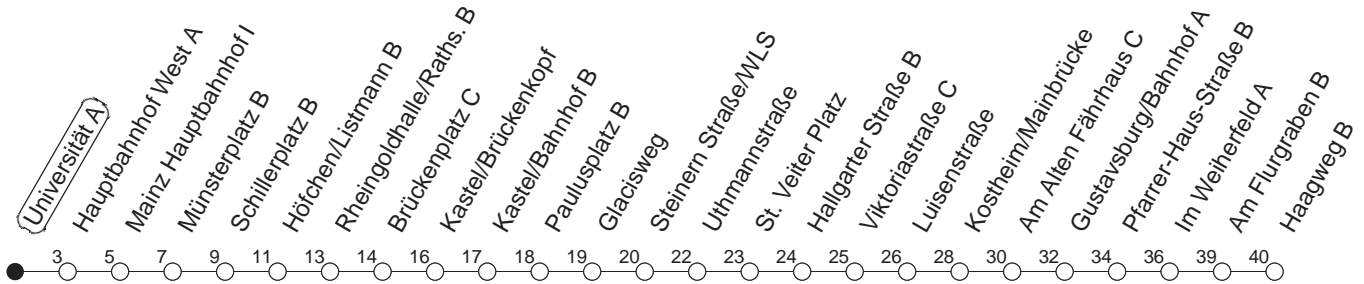 Universität A
Hauptbahnhof West A
Mainz Hauptbahnhof I
Münsterplatz B
Schillerplatz B
Höfchen/Listmann B
Rheingoldhalle/Raths. B
Brückenplatz C
Kastel/Brückenkopf
Kastel/Bahnhof B
Paulusplatz B
Glacisweg
Steinern Straße/WLS
Uthmannstraße
St. Veiter Platz
Hallgarter Straße B
Viktoriastraße C
Luisenstraße
Kostheim/Mainbrücke
Am Alten Fährhaus C
Gustavsburg/Bahnhof A
Pfarrer-Haus-Straße B
Im Weiherfeld A
Am Flurgraben B
Haagweg B
3 5 7 9 11 13 14 16 17 18 19 20 22 23 24 25 26 28 30 32 34 36 39 40